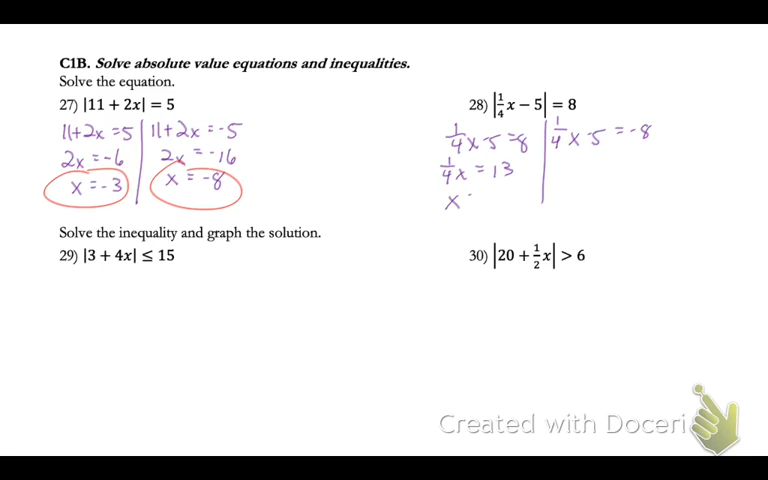 C1B. Solve absolute value equations and inequalities.
Solve the equation.
27) |11 + 2x| = 5
11+2x=5 | 11+2x=-5
2x=-6 | 2x=-16
x=-3 | x=-8
28) |1/4 x − 5| = 8
1/4 x-5=8 | 1/4 x-5=-8
1/4 x=13
x
Solve the inequality and graph the solution.
29) |3 + 4x| ≤ 15
30) |20 + 1/2 x| > 6
Created with Doceri